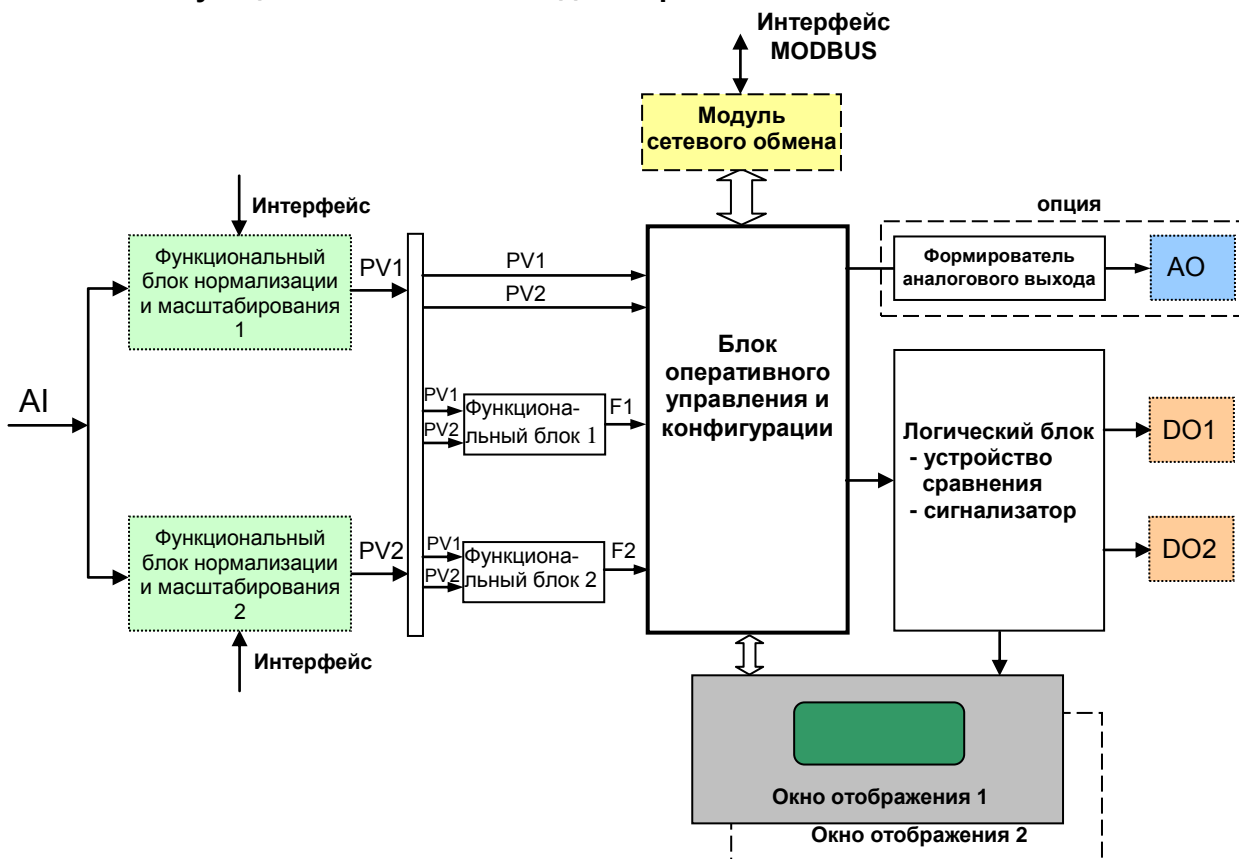 Интерфейс
MODBUS
Модуль
сетевого обмена
Интерфейс
опция
Функциональный
блок нормализации
и масштабирования
1
PV1
PV1
PV2
Формирователь
аналогового выхода
AO
Блок
оперативного
управления и
конфигурации
AI
PV1
PV2
Функциона-
льный блок 1
F1
Логический блок
- устройство
сравнения
- сигнализатор
DO1
DO2
Функциональный
блок нормализации
и масштабирования
2
PV2
PV1
PV2
Функциона-
льный блок 2
F2
Интерфейс
Окно отображения 1
Окно отображения 2